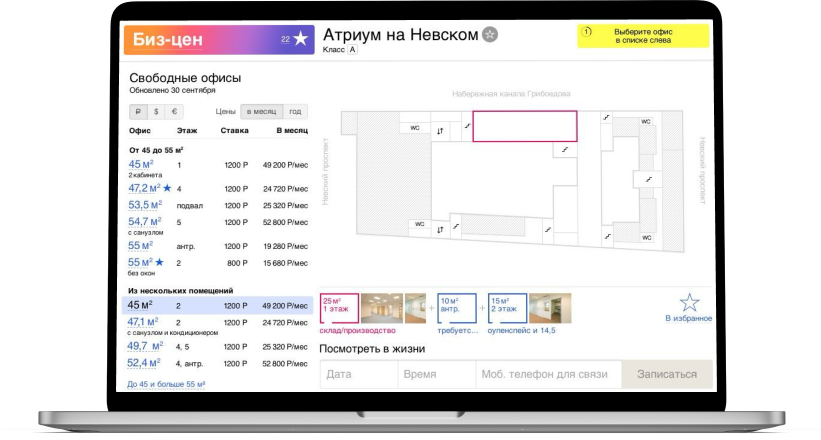 Биз-цен
22
Атриум на Невском
Класс A
1
Выберите офис
в списке слева
Свободные офисы
Обновлено 30 сентября
₽ $ €
Цены в месяц год
Офис Этаж Ставка В месяц
От 45 до 55 м²
45 м² 1 1200 Р 49 200 Р/мес
2 кабинета
47,2 м² 4 1200 Р 24 720 Р/мес
53,5 м² подвал 1200 Р 25 320 Р/мес
54,7 м² 5 1200 Р 52 800 Р/мес
с санузлом
55 м² антр. 1200 Р 19 280 Р/мес
55 м² 2 800 Р 15 680 Р/мес
без окон
Из нескольких помещений
45 м² 2 1200 Р 49 200 Р/мес
47,1 м² 2 1200 Р 24 720 Р/мес
с санузлом и кондиционером
49,7 м² 4, 5 1200 Р 25 320 Р/мес
52,4 м² 4, антр. 1200 Р 52 800 Р/мес
До 45 и больше 55 м²
Набережная канала Грибоедова
Невский проспект
Невский проспект
WC
WC
WC
WC
25 м²
1 этаж
+
10 м²
антр.
+
15 м²
2 этаж
склад/производство
требуетс...
оупенспейс и 14,5
В избранное
Посмотреть в жизни
Дата
Время
Моб. телефон для связи
Записаться